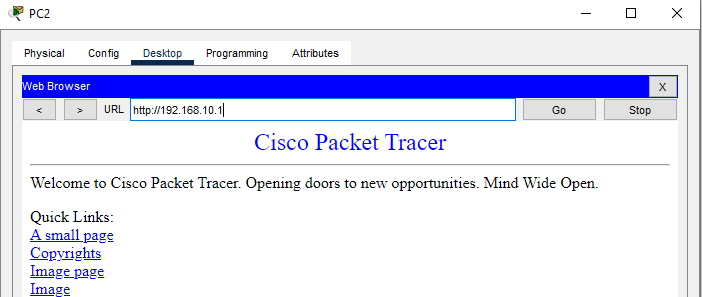 PC2
Physical Config Desktop Programming Attributes
Web Browser X
< > URL http://192.168.10.1 Go Stop
Cisco Packet Tracer
Welcome to Cisco Packet Tracer. Opening doors to new opportunities. Mind Wide Open.
Quick Links:
A small page
Copyrights
Image page
Image